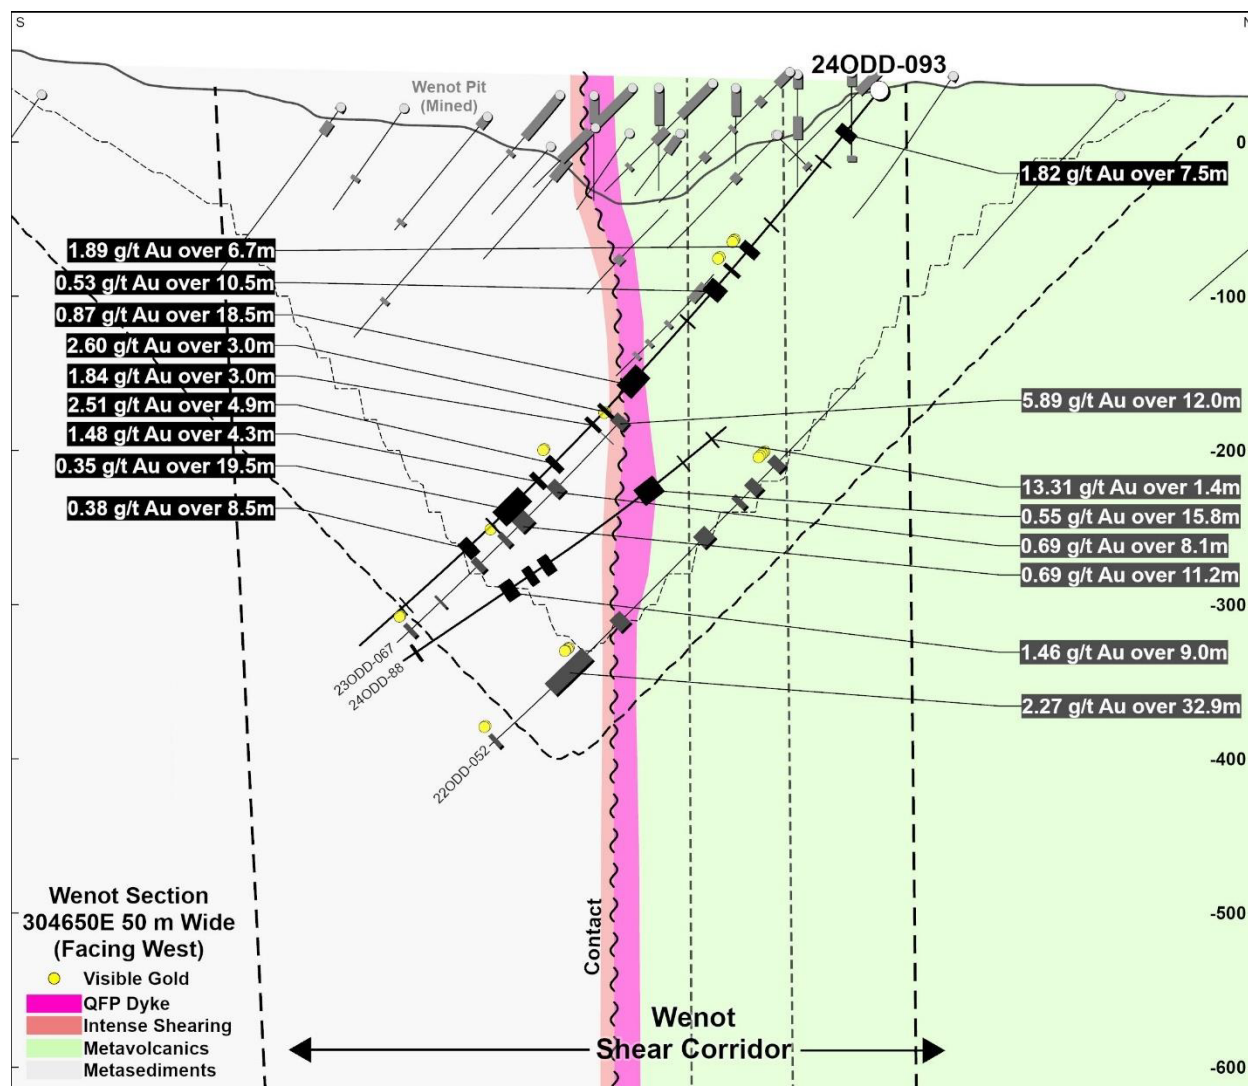 S
N
24ODD-093
Wenot Pit
(Mined)
0
1.82 g/t Au over 7.5m
1.89 g/t Au over 6.7m
0.53 g/t Au over 10.5m
-100
0.87 g/t Au over 18.5m
2.60 g/t Au over 3.0m
1.84 g/t Au over 3.0m
2.51 g/t Au over 4.9m
1.48 g/t Au over 4.3m
0.35 g/t Au over 19.5m
0.38 g/t Au over 8.5m
5.89 g/t Au over 12.0m
-200
13.31 g/t Au over 1.4m
0.55 g/t Au over 15.8m
0.69 g/t Au over 8.1m
0.69 g/t Au over 11.2m
-300
1.46 g/t Au over 9.0m
2.27 g/t Au over 32.9m
23ODD-067
24ODD-88
22ODD-052
-400
-500
-600
Contact
Wenot Section
304650E 50 m Wide
(Facing West)
Visible Gold
QFP Dyke
Intense Shearing
Metavolcanics
Metasediments
Wenot
Shear Corridor